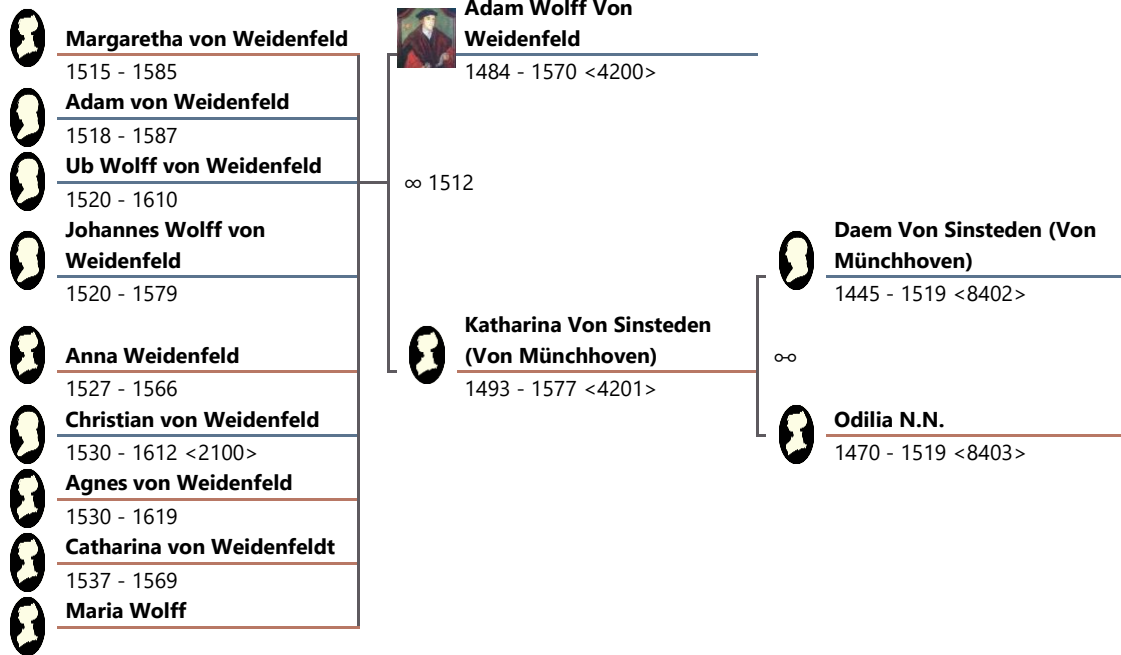 Margaretha von Weidenfeld
1515 - 1585
Adam von Weidenfeld
1518 - 1587
Ub Wolff von Weidenfeld
1520 - 1610
Johannes Wolff von
Weidenfeld
1520 - 1579
Anna Weidenfeld
1527 - 1566
Christian von Weidenfeld
1530 - 1612 <2100>
Agnes von Weidenfeld
1530 - 1619
Catharina von Weidenfeldt
1537 - 1569
Maria Wolff
Adam Wolff Von
Weidenfeld
1484 - 1570 <4200>
∞ 1512
Katharina Von Sinsteden
(Von Münchhoven)
1493 - 1577 <4201>
Daem Von Sinsteden (Von
Münchhoven)
1445 - 1519 <8402>
⚯
Odilia N.N.
1470 - 1519 <8403>